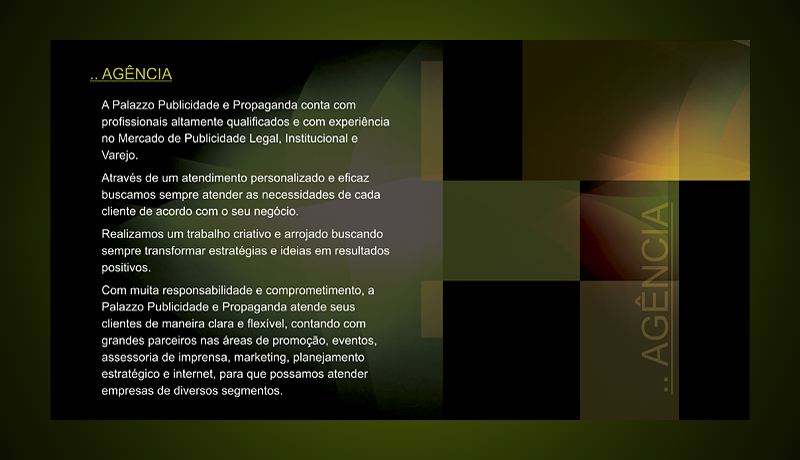 .. AGÊNCIA
A Palazzo Publicidade e Propaganda conta com
profissionais altamente qualificados e com experiência
no Mercado de Publicidade Legal, Institucional e
Varejo.
Através de um atendimento personalizado e eficaz
buscamos sempre atender as necessidades de cada
cliente de acordo com o seu negócio.
Realizamos um trabalho criativo e arrojado buscando
sempre transformar estratégias e ideias em resultados
positivos.
Com muita responsabilidade e comprometimento, a
Palazzo Publicidade e Propaganda atende seus
clientes de maneira clara e flexível, contando com
grandes parceiros nas áreas de promoção, eventos,
assessoria de imprensa, marketing, planejamento
estratégico e internet, para que possamos atender
empresas de diversos segmentos.
.. AGÊNCIA